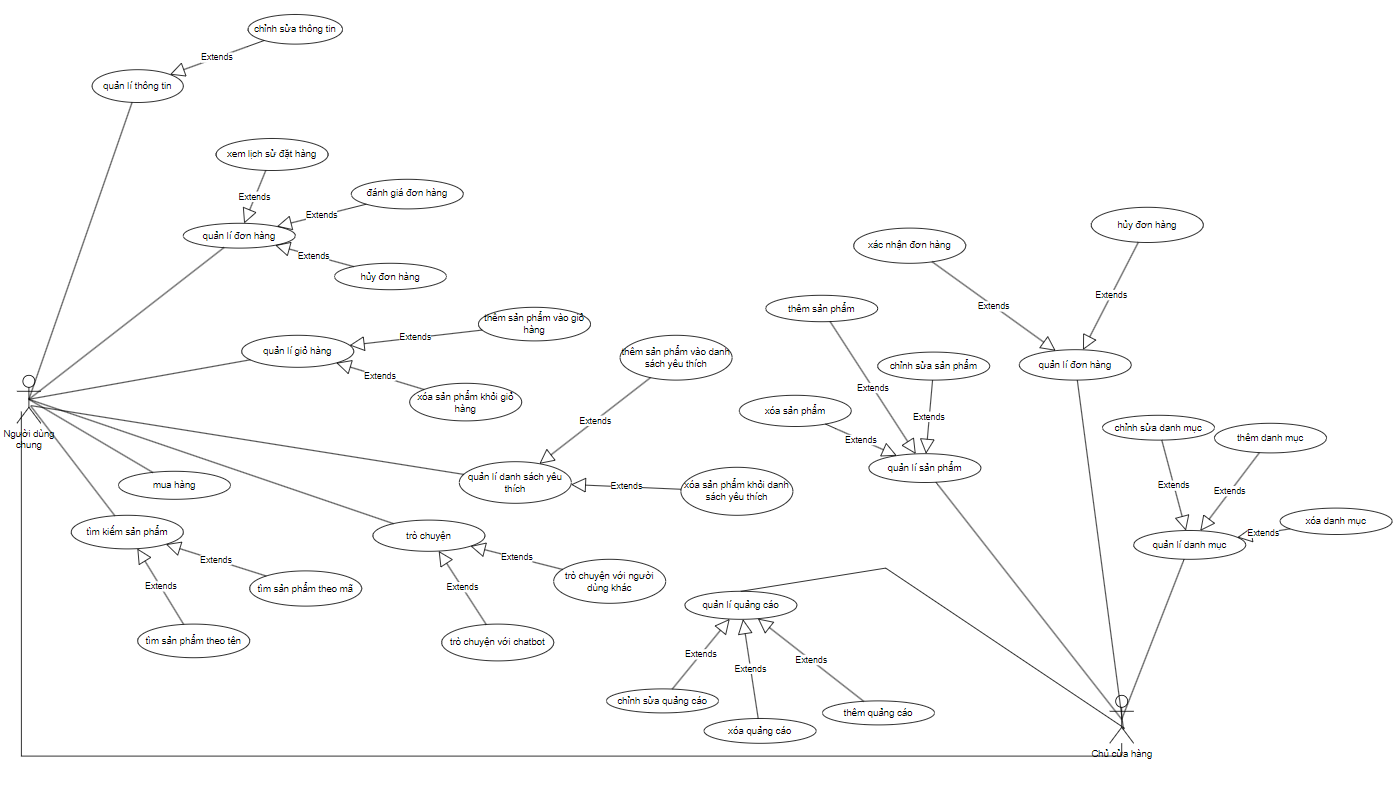 chỉnh sửa thông tin
Extends
quản lí thông tin
xem lịch sử đặt hàng
Extends
đánh giá đơn hàng
Extends
quản lí đơn hàng
Extends
hủy đơn hàng
thêm sản phẩm vào giỏ
hàng
Extends
quản lí giỏ hàng
Extends
xóa sản phẩm khỏi giỏ
hàng
thêm sản phẩm vào danh
sách yêu thích
Extends
quản lí danh sách yêu
thích
Extends
xóa sản phẩm khỏi danh
sách yêu thích
Người dùng
chung
mua hàng
tìm kiếm sản phẩm
Extends
tìm sản phẩm theo mã
Extends
tìm sản phẩm theo tên
trò chuyện
Extends
trò chuyện với người
dùng khác
Extends
trò chuyện với chatbot
hủy đơn hàng
xác nhận đơn hàng
Extends
Extends
quản lí đơn hàng
thêm sản phẩm
Extends
chỉnh sửa sản phẩm
Extends
xóa sản phẩm
Extends
quản lí sản phẩm
chỉnh sửa danh mục
thêm danh mục
Extends
Extends
xóa danh mục
Extends
quản lí danh mục
quản lí quảng cáo
Extends
Extends
Extends
chỉnh sửa quảng cáo
xóa quảng cáo
thêm quảng cáo
Chủ cửa hàng